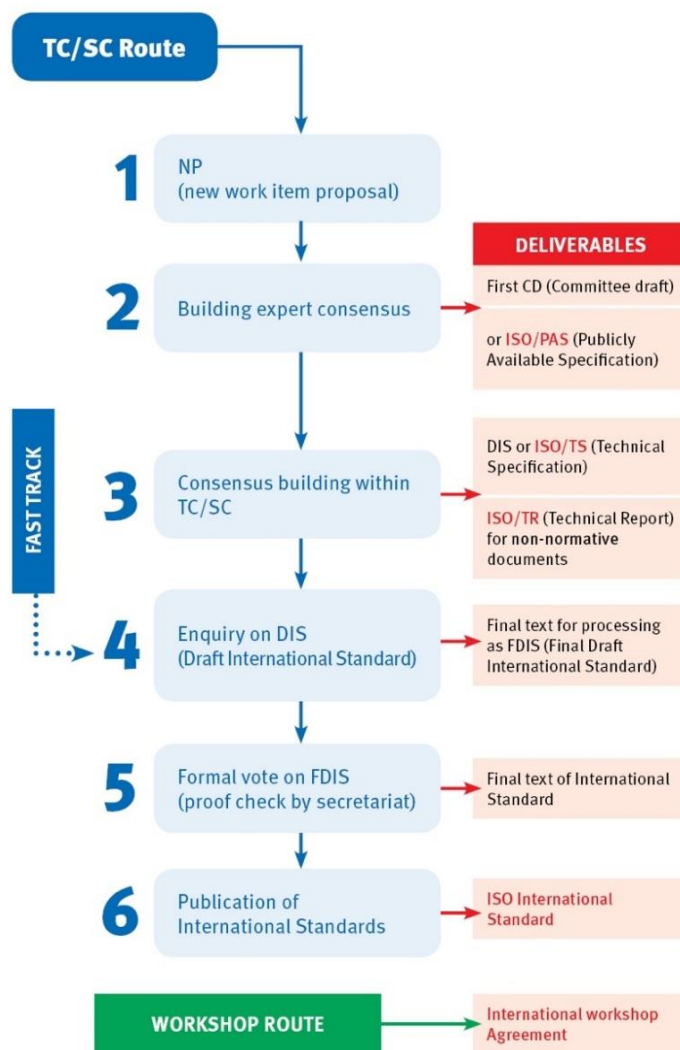 TC/SC Route
1
NP
(new work item proposal)
DELIVERABLES
2
Building expert consensus
First CD (Committee draft)
or ISO/PAS (Publicly
Available Specification)
FAST TRACK
3
Consensus building within
TC/SC
DIS or ISO/TS (Technical
Specification)
ISO/TR (Technical Report)
for non-normative
documents
4
Enquiry on DIS
(Draft International Standard)
Final text for processing
as FDIS (Final Draft
International Standard)
5
Formal vote on FDIS
(proof check by secretariat)
Final text of International
Standard
6
Publication of
International Standards
ISO International
Standard
WORKSHOP ROUTE
International workshop
Agreement